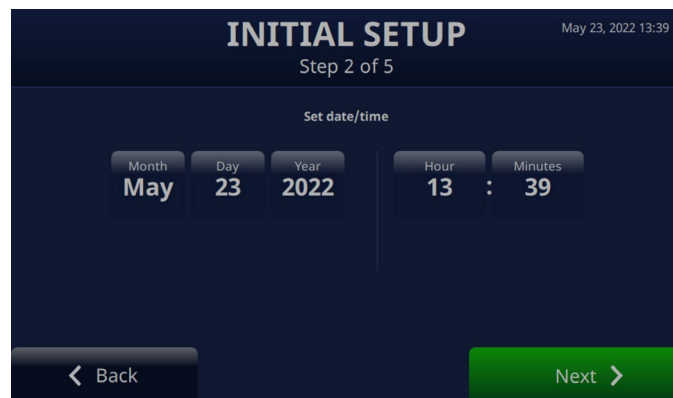 INITIAL SETUP
May 23, 2022 13:39
Step 2 of 5
Set date/time
Month Day Year Hour Minutes
May 23 2022 13 : 39
Back Next